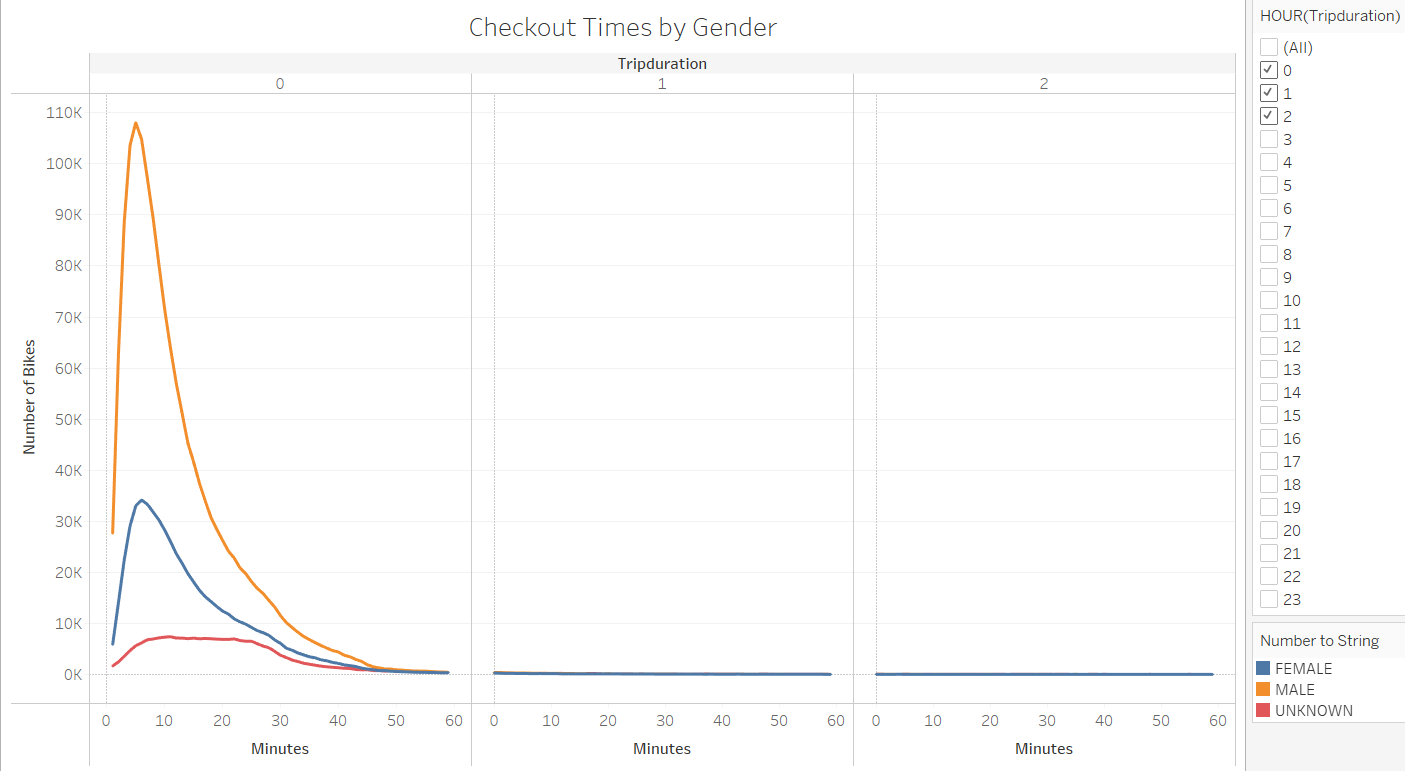 Checkout Times by Gender
Tripduration
0 1 2
110K
100K
90K
80K
70K
60K
50K
40K
30K
20K
10K
0K
Number of Bikes
0 10 20 30 40 50 60 0 10 20 30 40 50 60 0 10 20 30 40 50 60
Minutes Minutes Minutes
HOUR(Tripduration)
(All)
0
1
2
3
4
5
6
7
8
9
10
11
12
13
14
15
16
17
18
19
20
21
22
23
Number to String
FEMALE
MALE
UNKNOWN